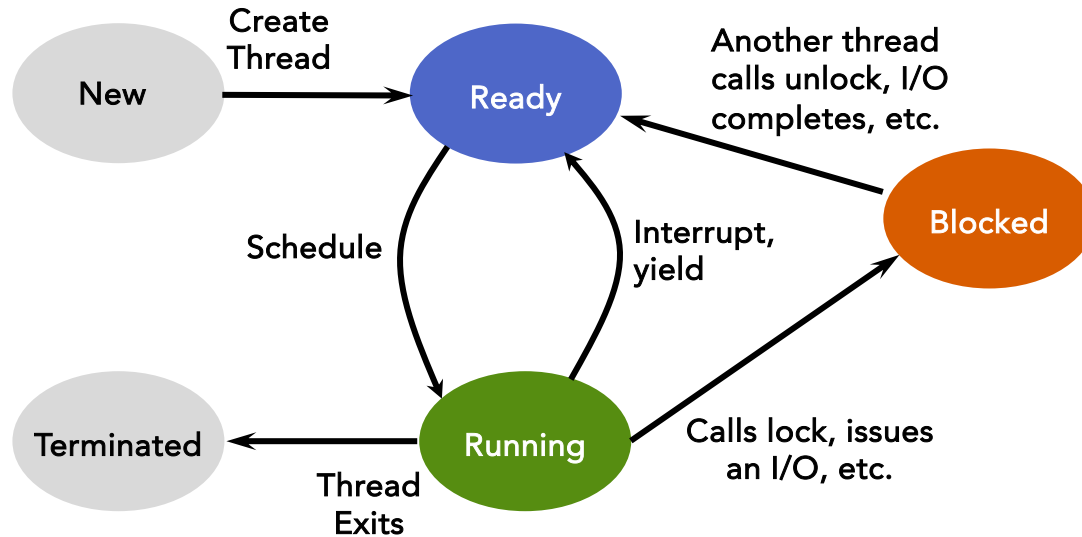 New
Create
Thread
Ready
Another thread
calls unlock, I/O
completes, etc.
Blocked
Schedule
Interrupt,
yield
Terminated
Running
Thread
Exits
Calls lock, issues
an I/O, etc.